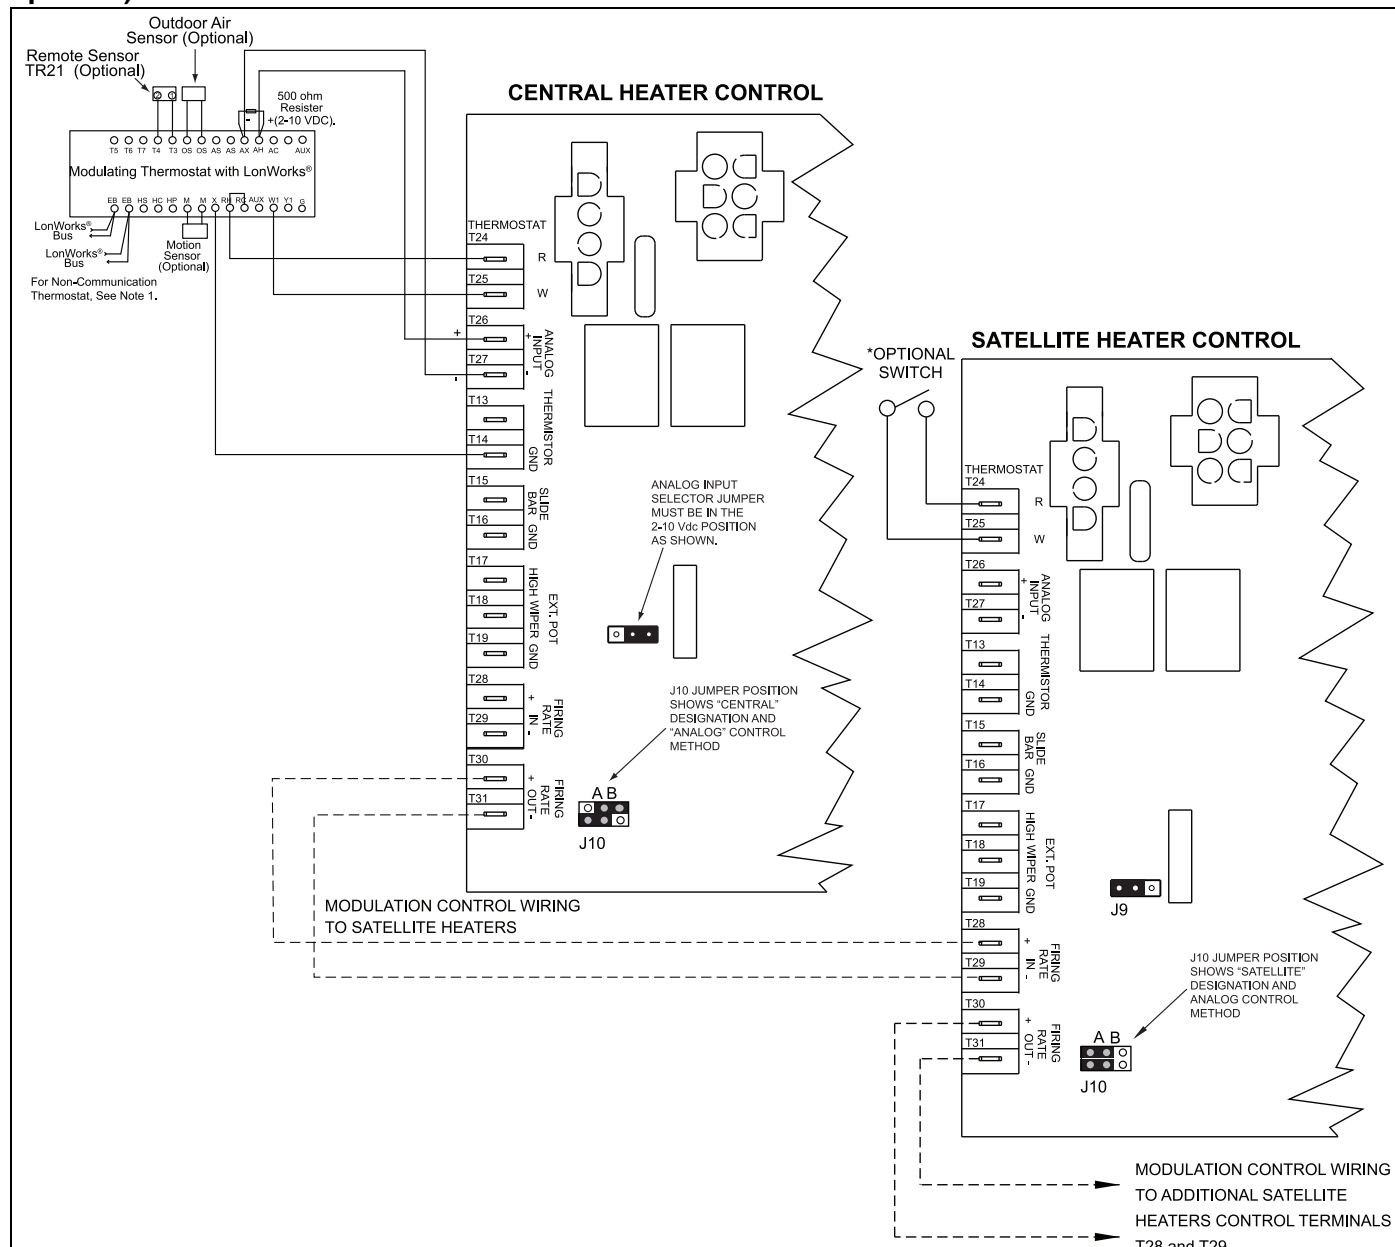 Outdoor Air
Sensor (Optional)
Remote Sensor
TR21 (Optional)
2 1
500 ohm
Resister
- +(2-10 VDC).
T5 T6 T7 T4 T3 OS OS AS AS AX AH AC AUX
Modulating Thermostat with LonWorks®
EB EB HS HC HP M M X RH RC AUX W1 Y1 G
LonWorks®
Bus
LonWorks®
Bus
Motion
Sensor
(Optional)
For Non-Communication
Thermostat, See Note 1.
CENTRAL HEATER CONTROL
THERMOSTAT
T24
R
T25
W
T26
+
+
T27
-
-
ANALOG
INPUT
T13
T14
THERMISTOR
GND
T15
T16
SLIDE
BAR GND
T17
T18
T19
EXT. POT
HIGH WIPER GND
T28
T29
FIRING
RATE
+ IN -
T30
T31
FIRING
RATE
+ OUT -
ANALOG INPUT
SELECTOR JUMPER
MUST BE IN THE
2-10 Vdc POSITION
AS SHOWN.
J10 JUMPER POSITION
SHOWS “CENTRAL”
DESIGNATION AND
“ANALOG” CONTROL
METHOD
A B
J10
MODULATION CONTROL WIRING
TO SATELLITE HEATERS
SATELLITE HEATER CONTROL
*OPTIONAL
SWITCH
THERMOSTAT
T24
R
T25
W
T26
+
T27
-
ANALOG
INPUT
T13
T14
THERMISTOR
GND
T15
T16
SLIDE
BAR GND
T17
T18
T19
EXT. POT
HIGH WIPER GND
J9
T28
T29
FIRING
RATE
+ IN -
T30
T31
FIRING
RATE
+ OUT -
J10 JUMPER POSITION
SHOWS “SATELLITE”
DESIGNATION AND
ANALOG CONTROL
METHOD
A B
J10
MODULATION CONTROL WIRING
TO ADDITIONAL SATELLITE
HEATERS CONTROL TERMINALS
T28 and T29